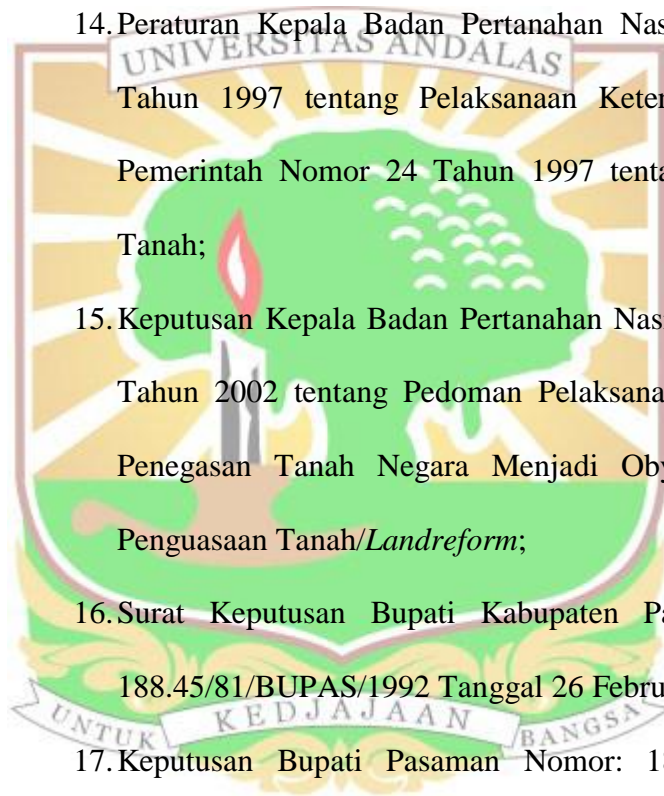 14. Peraturan Kepala Badan Pertanahan Nas
UNIVERSITAS ANDALAS
Tahun 1997 tentang Pelaksanaan Keter
Pemerintah Nomor 24 Tahun 1997 tenta
Tanah;
15. Keputusan Kepala Badan Pertanahan Nas
Tahun 2002 tentang Pedoman Pelaksana
Penegasan Tanah Negara Menjadi Oby
Penguasaan Tanah/Landreform;
16. Surat Keputusan Bupati Kabupaten Pa
188.45/81/BUPAS/1992 Tanggal 26 Febru
UNTUK KEDJAJAAN BANGSA
17. Keputusan Bupati Pasaman Nomor: 1